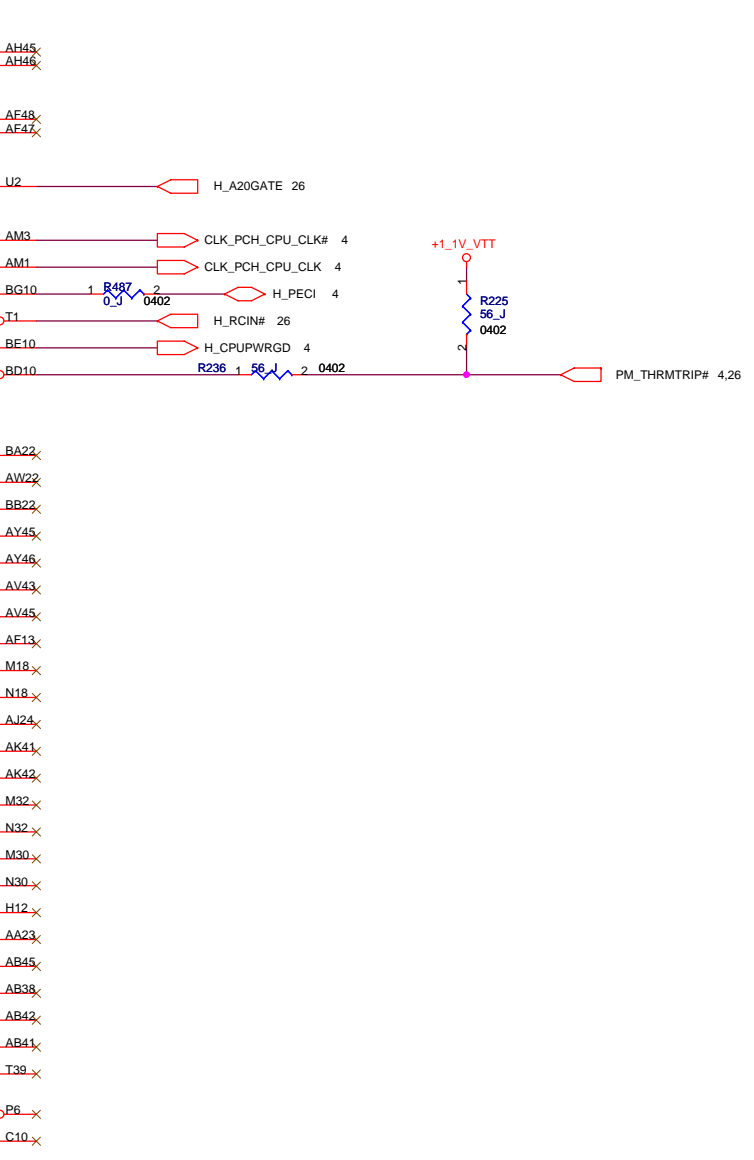 AH45
AH46
AF48
AF47
U2 H_A20GATE 26
AM3 CLK_PCH_CPU_CLK# 4
+1_1V_VTT
AM1 CLK_PCH_CPU_CLK 4
1
BG10 1 R487 2 H_PECI 4
0_J 0402
R225
56_J
0402
T1 H_RCIN# 26
BE10 H_CPUPWRGD 4
2
BD10 R236 1 56_J 2 0402 PM_THRMTRIP# 4,26
BA22
AW22
BB22
AY45
AY46
AV43
AV45
AF13
M18
N18
AJ24
AK41
AK42
M32
N32
M30
N30
H12
AA23
AB45
AB38
AB42
AB41
T39
P6
C10